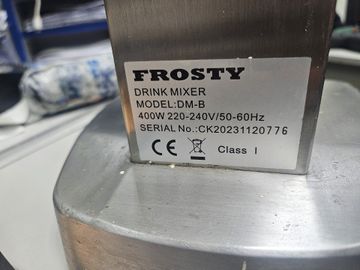 FROSTY
DRINK MIXER
MODEL:DM-B
400W 220-240V/50-60Hz
SERIAL No.:CK20231120776
CE Class I